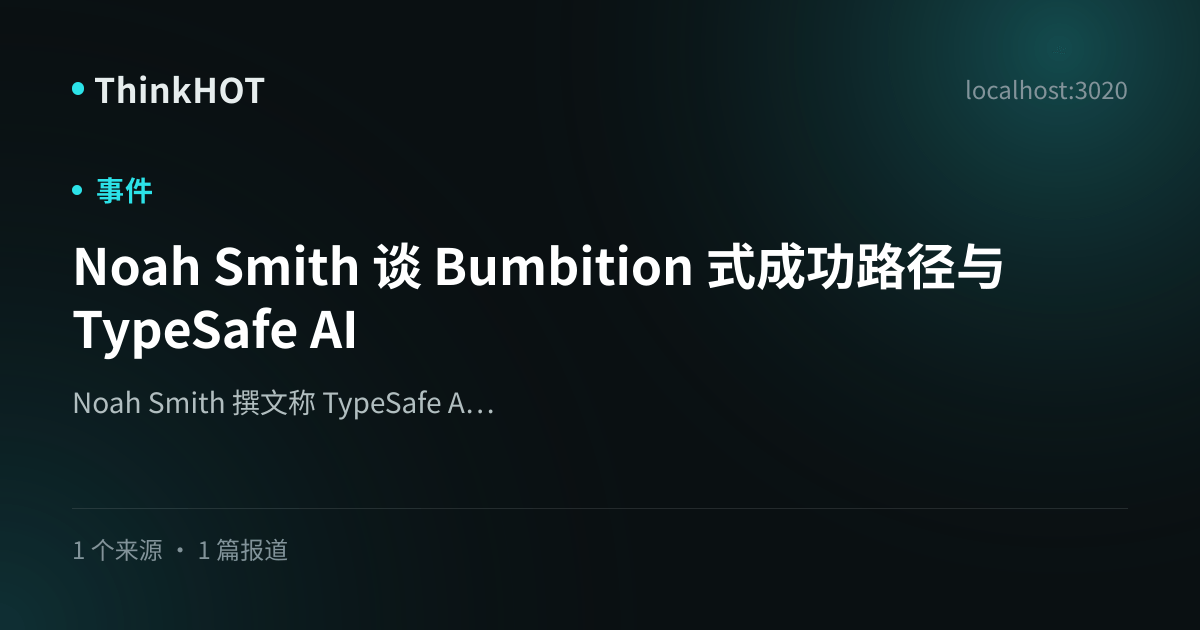 ThinkHOT
localhost:3020
事件
Noah Smith 谈 Bumbition 式成功路径与
TypeSafe AI
Noah Smith 撰文称 TypeSafe A…
1 个来源 · 1 篇报道